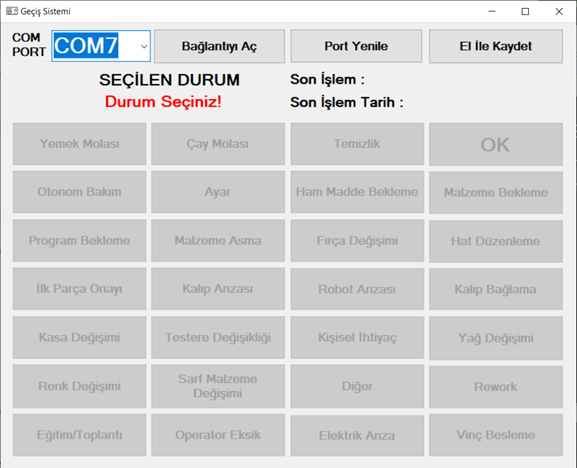 Geçiş Sistemi
COM PORT
COM7
Bağlantıyı Aç
Port Yenile
El İle Kaydet
SEÇİLEN DURUM
Son İşlem :
Durum Seçiniz!
Son İşlem Tarih :
Yemek Molası
Çay Molası
Temizlik
OK
Otonom Bakım
Ayar
Ham Madde Bekleme
Malzeme Bekleme
Program Bekleme
Malzeme Asma
Fırça Değişimi
Hat Düzenleme
İlk Parça Onayı
Kalıp Arızası
Robot Arızası
Kalıp Bağlama
Kasa Değişimi
Testere Değişikliği
Kişisel İhtiyaç
Yağ Değişimi
Renk Değişimi
Sarf Malzeme
Değişimi
Diğer
Rework
Eğitim/Toplantı
Operator Eksik
Elektrik Arıza
Vinç Besleme